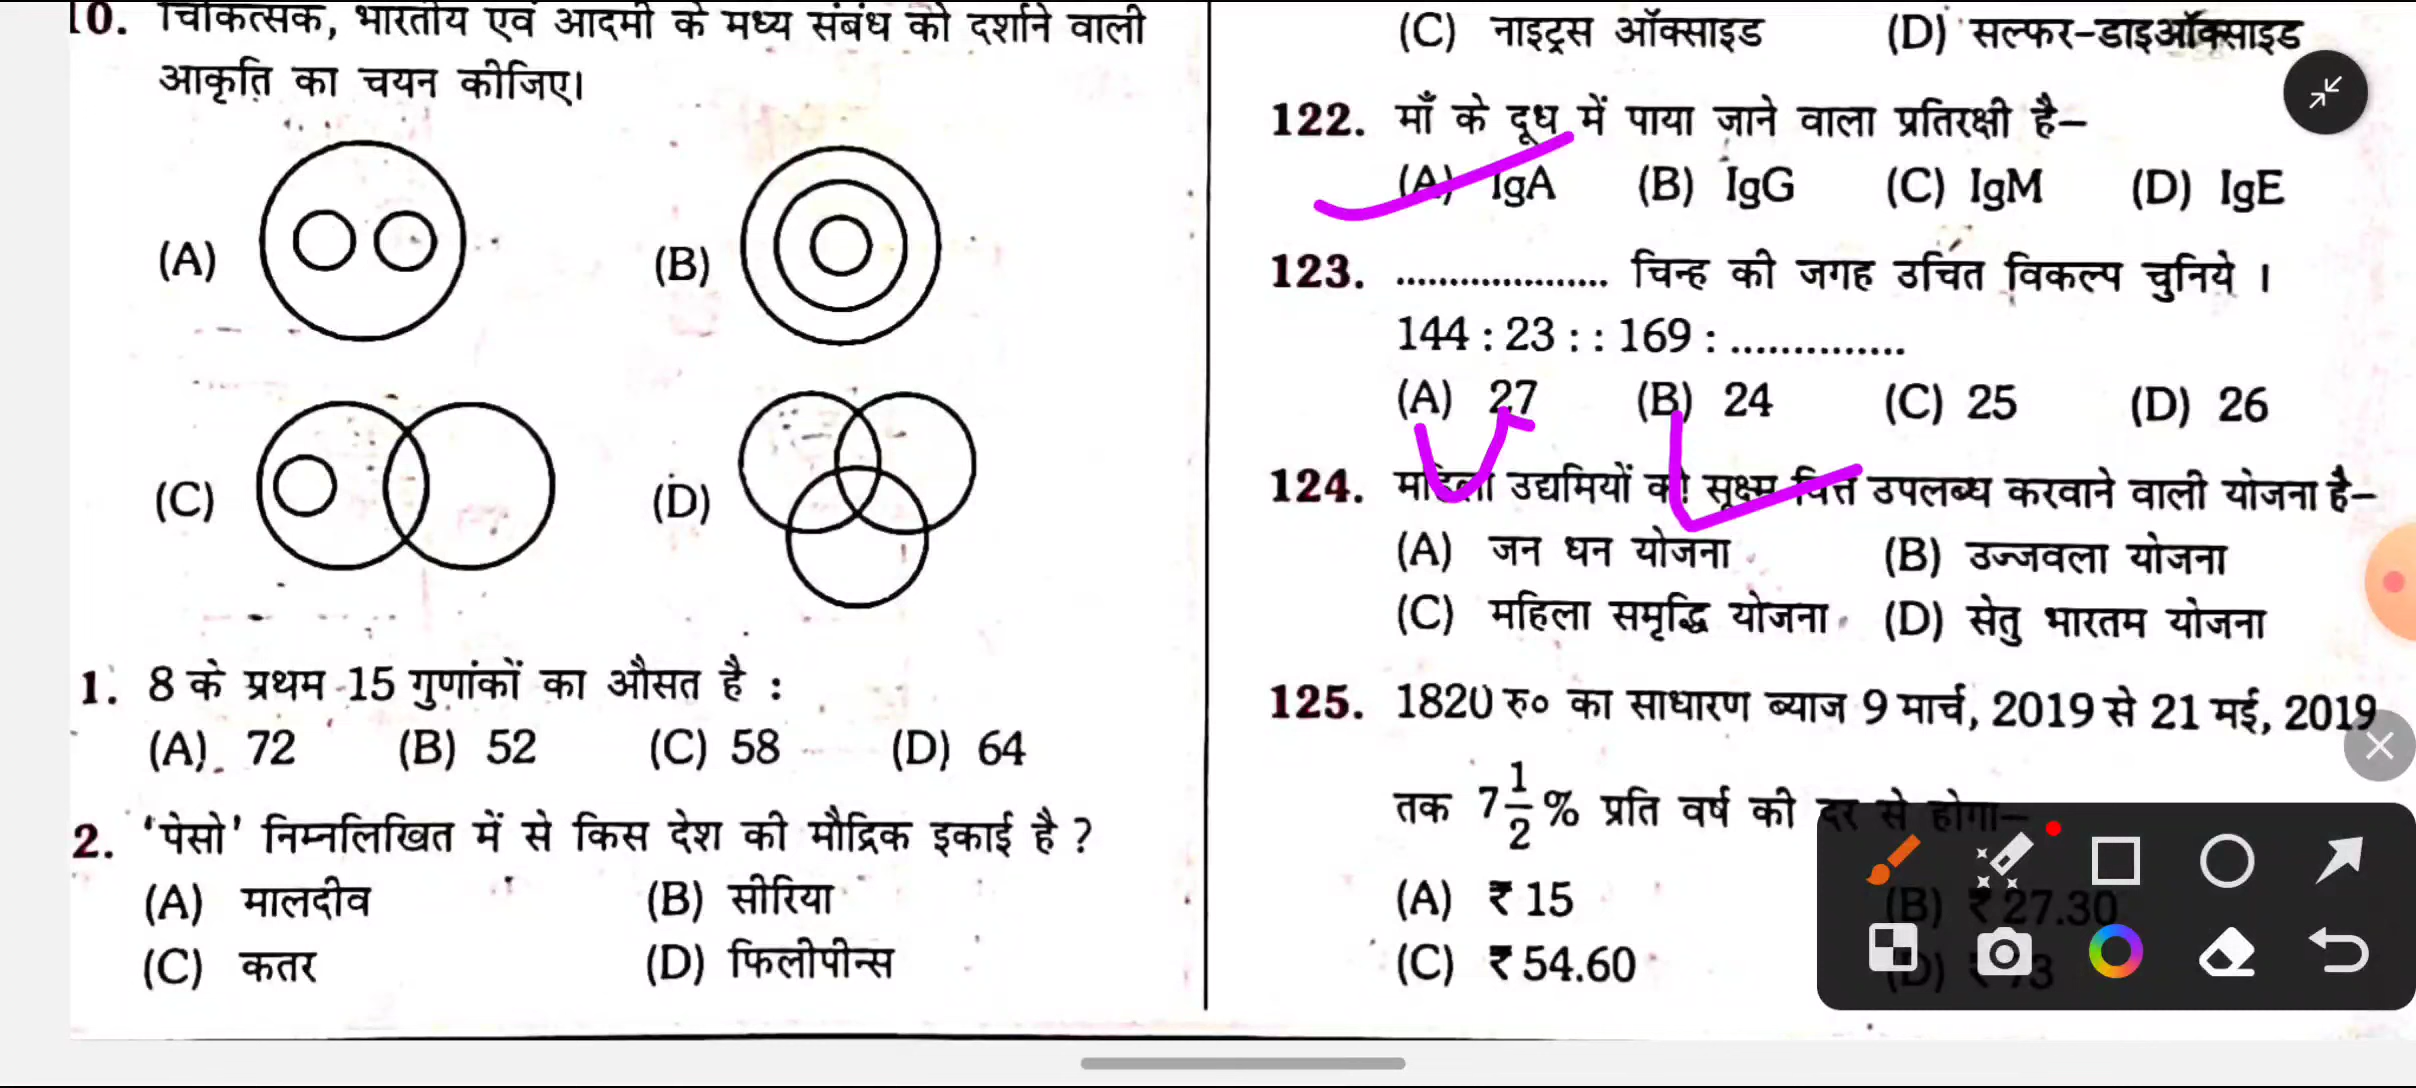 10. चिकित्सक, भारतीय एवं आदमी के मध्य संबंध को दर्शाने वाली
आकृति का चयन कीजिए।
(A) (B)
(C) (D)
1. 8 के प्रथम 15 गुणांकों का औसत है :
(A) 72 (B) 52 (C) 58 (D) 64
2. 'पेसो' निम्नलिखित में से किस देश की मौद्रिक इकाई है ?
(A) मालदीव (B) सीरिया
(C) कतर (D) फिलीपीन्स
(C) नाइट्रस ऑक्साइड (D) सल्फर-डाइऑक्साइड
122. माँ के दूध में पाया जाने वाला प्रतिरक्षी है–
(A) IgA (B) IgG (C) IgM (D) IgE
123. .................... चिन्ह की जगह उचित विकल्प चुनिये ।
144 : 23 : : 169 : ..............
(A) 27 (B) 24 (C) 25 (D) 26
124. महिला उद्यमियों को सूक्ष्म वित्त उपलब्ध करवाने वाली योजना है–
(A) जन धन योजना (B) उज्जवला योजना
(C) महिला समृद्धि योजना (D) सेतु भारतम योजना
125. 1820 रु० का साधारण ब्याज 9 मार्च, 2019 से 21 मई, 2019
तक 7 1/2 % प्रति वर्ष की दर से होगा–
(A) ₹ 15 (B) ₹ 27.30
(C) ₹ 54.60 (D) ₹ 73